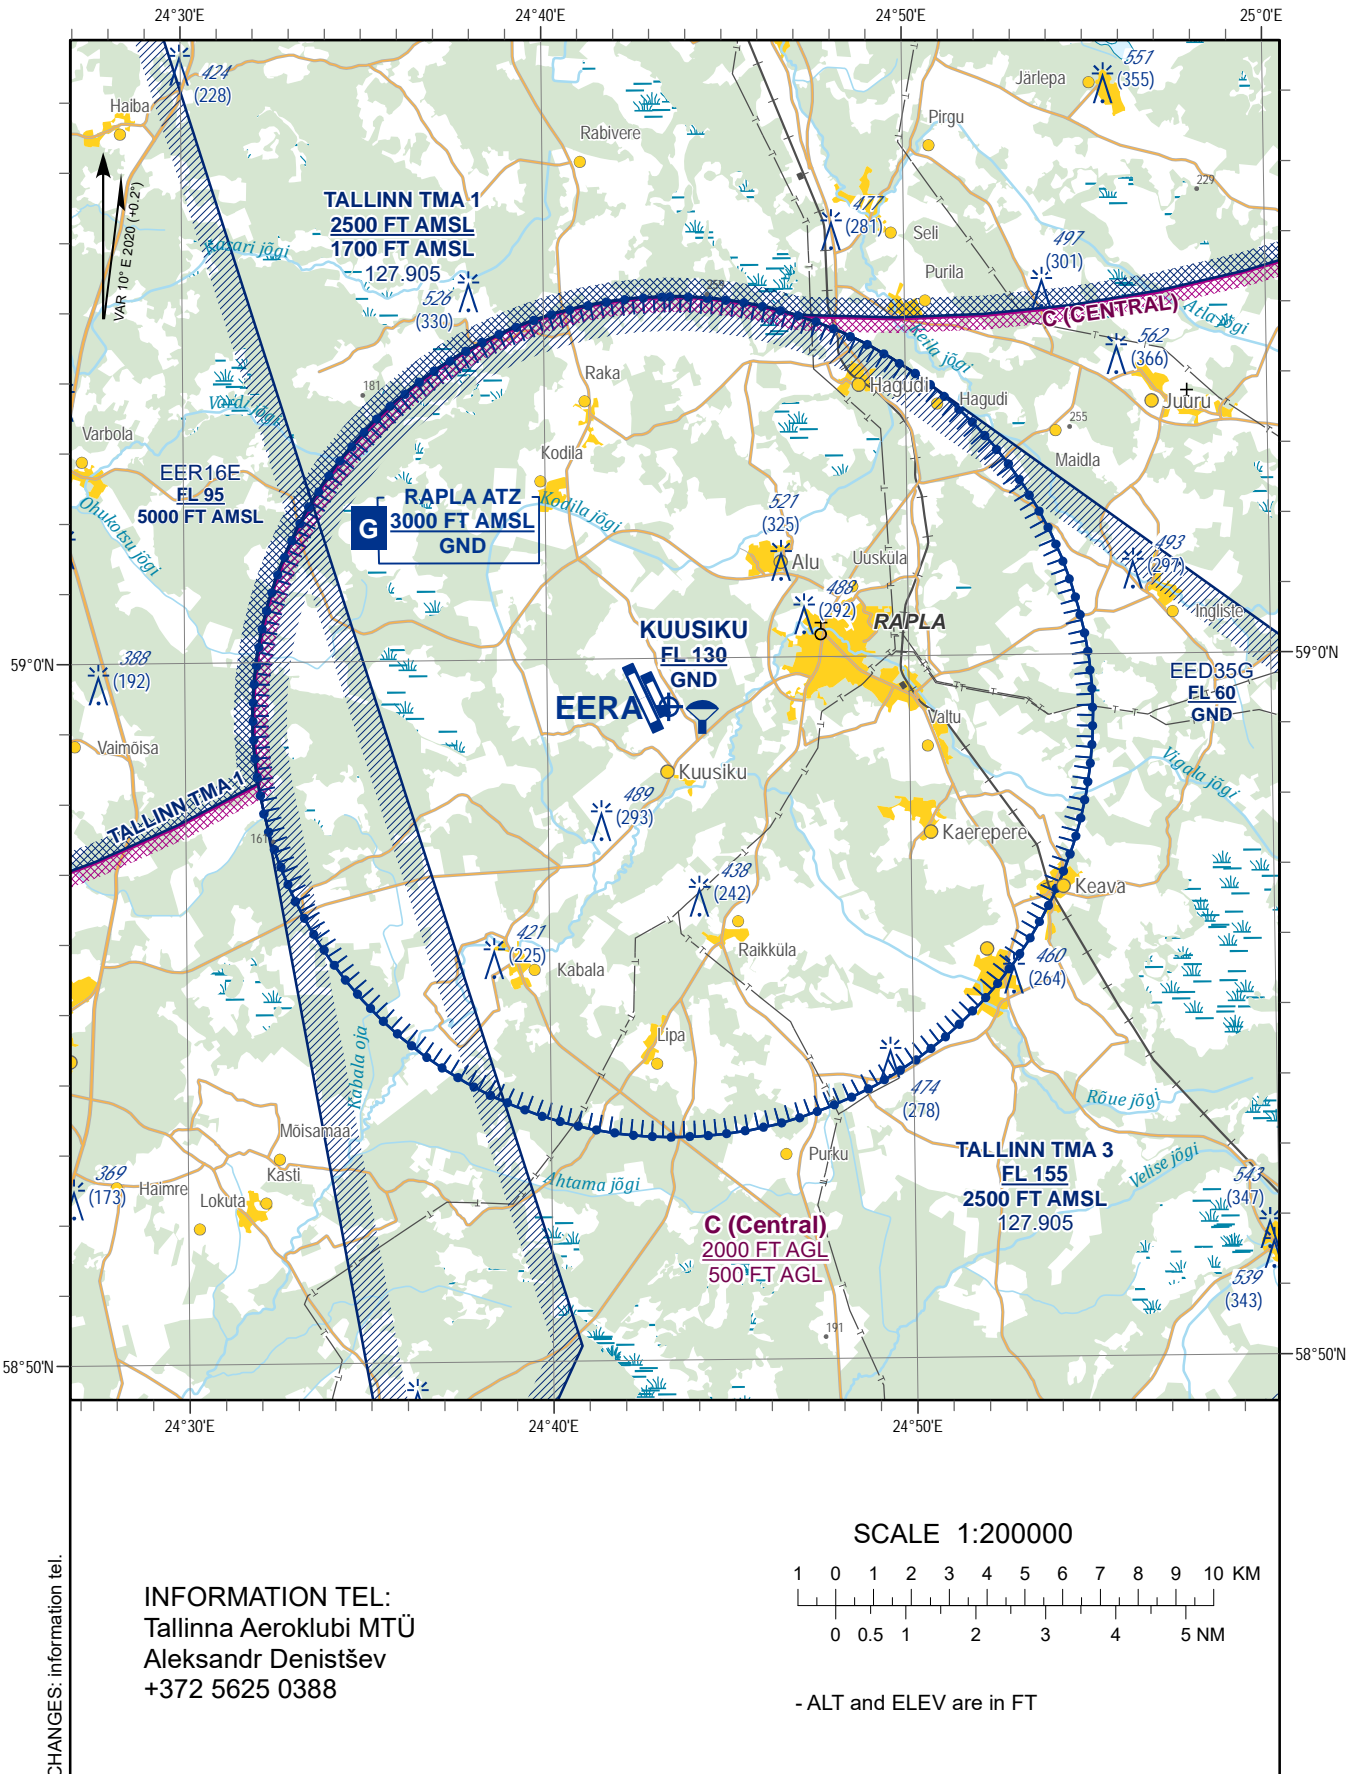 24°30'E
24°40'E
24°50'E
25°0'E
424
(228)
Haiba
Rabivere
Järlepa
551
(355)
Pirgu
229
VAR 10° E 2020 (+0.2°)
TALLINN TMA 1
2500 FT AMSL
1700 FT AMSL
127.905
526
(330)
477
(281)
Seli
497
(301)
Purila
C (CENTRAL)
Atla jõgi
Keila jõgi
562
(366)
181
Raka
Hagudi
Hagudi
Juuru
255
Maidla
Varbola
Kodila
EER16E
FL 95
5000 FT AMSL
Ohukotsu jõgi
G
RAPLA ATZ
3000 FT AMSL
GND
Kodila jõgi
521
(325)
Alu
Uusküla
493
(297)
488
(292)
Ingliste
RAPLA
KUUSIKU
FL 130
GND
59°0'N
59°0'N
388
(192)
EERA
EED35G
FL 60
GND
Valtu
Vaimõisa
Kuusiku
Vigala jõgi
TALLINN TMA 1
489
(293)
161
Kaerepere
438
(242)
Keava
421
(225)
Kabala
Raikküla
460
(264)
Lipa
Kabala oja
474
(278)
Rõue jõgi
Mõisamaa
Purku
TALLINN TMA 3
FL 155
2500 FT AMSL
127.905
Velise jõgi
369
(173)
Haimre
Kasti
Lokuta
Ahtama jõgi
543
(347)
C (Central)
2000 FT AGL
500 FT AGL
539
(343)
191
58°50'N
58°50'N
24°30'E
24°40'E
24°50'E
SCALE 1:200000
1 0 1 2 3 4 5 6 7 8 9 10 KM
0 0.5 1 2 3 4 5 NM
INFORMATION TEL:
Tallinna Aeroklubi MTÜ
Aleksandr Denistšev
+372 5625 0388
- ALT and ELEV are in FT
CHANGES: information tel.